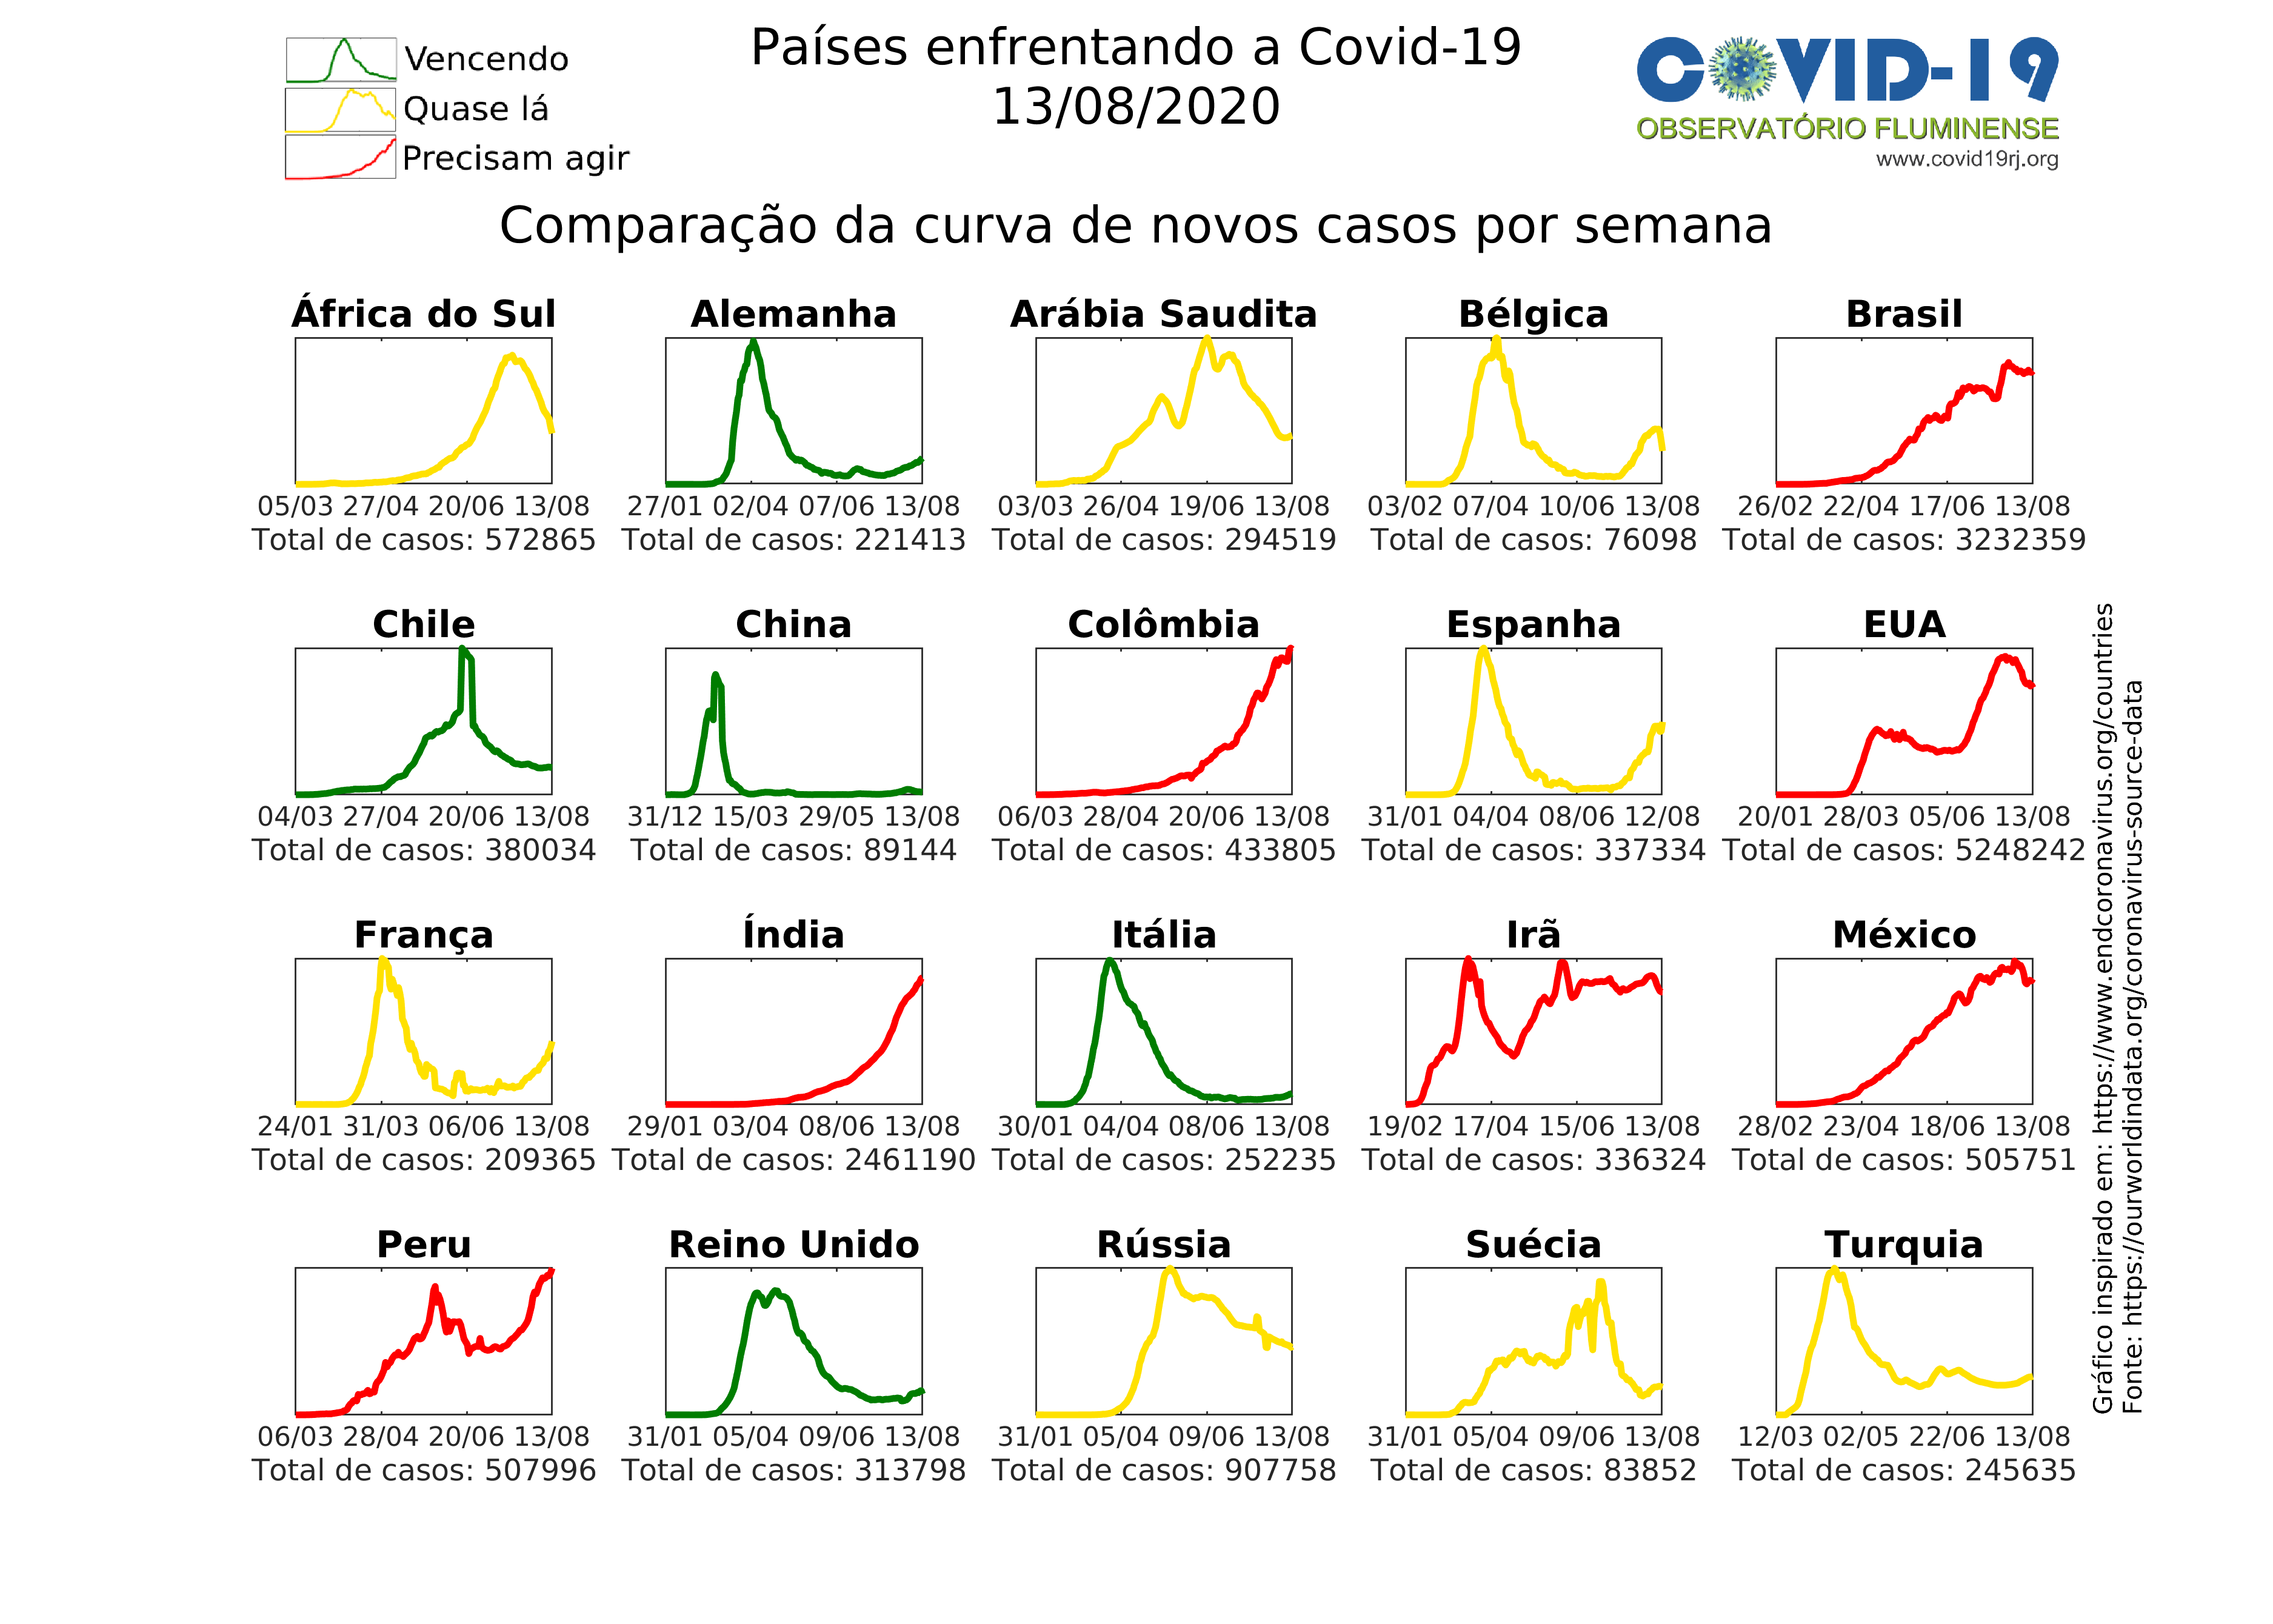 Vencendo
Quase lá
Precisam agir
Países enfrentando a Covid-19
13/08/2020
COVID-19
OBSERVATÓRIO FLUMINENSE
www.covid19rj.org
Comparação da curva de novos casos por semana
África do Sul
05/03 27/04 20/06 13/08
Total de casos: 572865
Alemanha
27/01 02/04 07/06 13/08
Total de casos: 221413
Arábia Saudita
03/03 26/04 19/06 13/08
Total de casos: 294519
Bélgica
03/02 07/04 10/06 13/08
Total de casos: 76098
Brasil
26/02 22/04 17/06 13/08
Total de casos: 3232359
Chile
04/03 27/04 20/06 13/08
Total de casos: 380034
China
31/12 15/03 29/05 13/08
Total de casos: 89144
Colômbia
06/03 28/04 20/06 13/08
Total de casos: 433805
Espanha
31/01 04/04 08/06 12/08
Total de casos: 337334
EUA
20/01 28/03 05/06 13/08
Total de casos: 5248242
França
24/01 31/03 06/06 13/08
Total de casos: 209365
Índia
29/01 03/04 08/06 13/08
Total de casos: 2461190
Itália
30/01 04/04 08/06 13/08
Total de casos: 252235
Irã
19/02 17/04 15/06 13/08
Total de casos: 336324
México
28/02 23/04 18/06 13/08
Total de casos: 505751
Peru
06/03 28/04 20/06 13/08
Total de casos: 507996
Reino Unido
31/01 05/04 09/06 13/08
Total de casos: 313798
Rússia
31/01 05/04 09/06 13/08
Total de casos: 907758
Suécia
31/01 05/04 09/06 13/08
Total de casos: 83852
Turquia
12/03 02/05 22/06 13/08
Total de casos: 245635
Gráfico inspirado em: https://www.endcoronavirus.org/countries
Fonte: https://ourworldindata.org/coronavirus-source-data